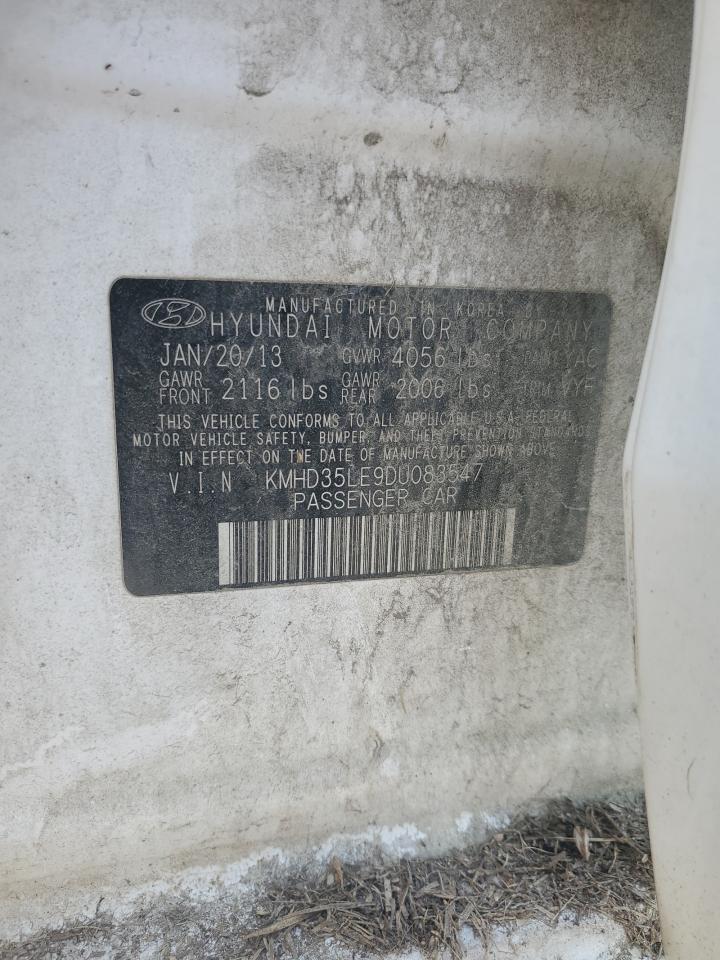 MANUFACTURED IN KOREA
HYUNDAI MOTOR COMPANY
JAN/20/13 GVWR 4056 lbs
GAWR FRONT 2116 lbs GAWR REAR 2006 lbs TRIM YYF
THIS VEHICLE CONFORMS TO ALL APPLICABLE U.S.A. FEDERAL
MOTOR VEHICLE SAFETY, BUMPER, AND THEFT PREVENTION STANDARDS
IN EFFECT ON THE DATE OF MANUFACTURE SHOWN ABOVE.
V.I.N KMHD35LE9DU083547
PASSENGER CAR